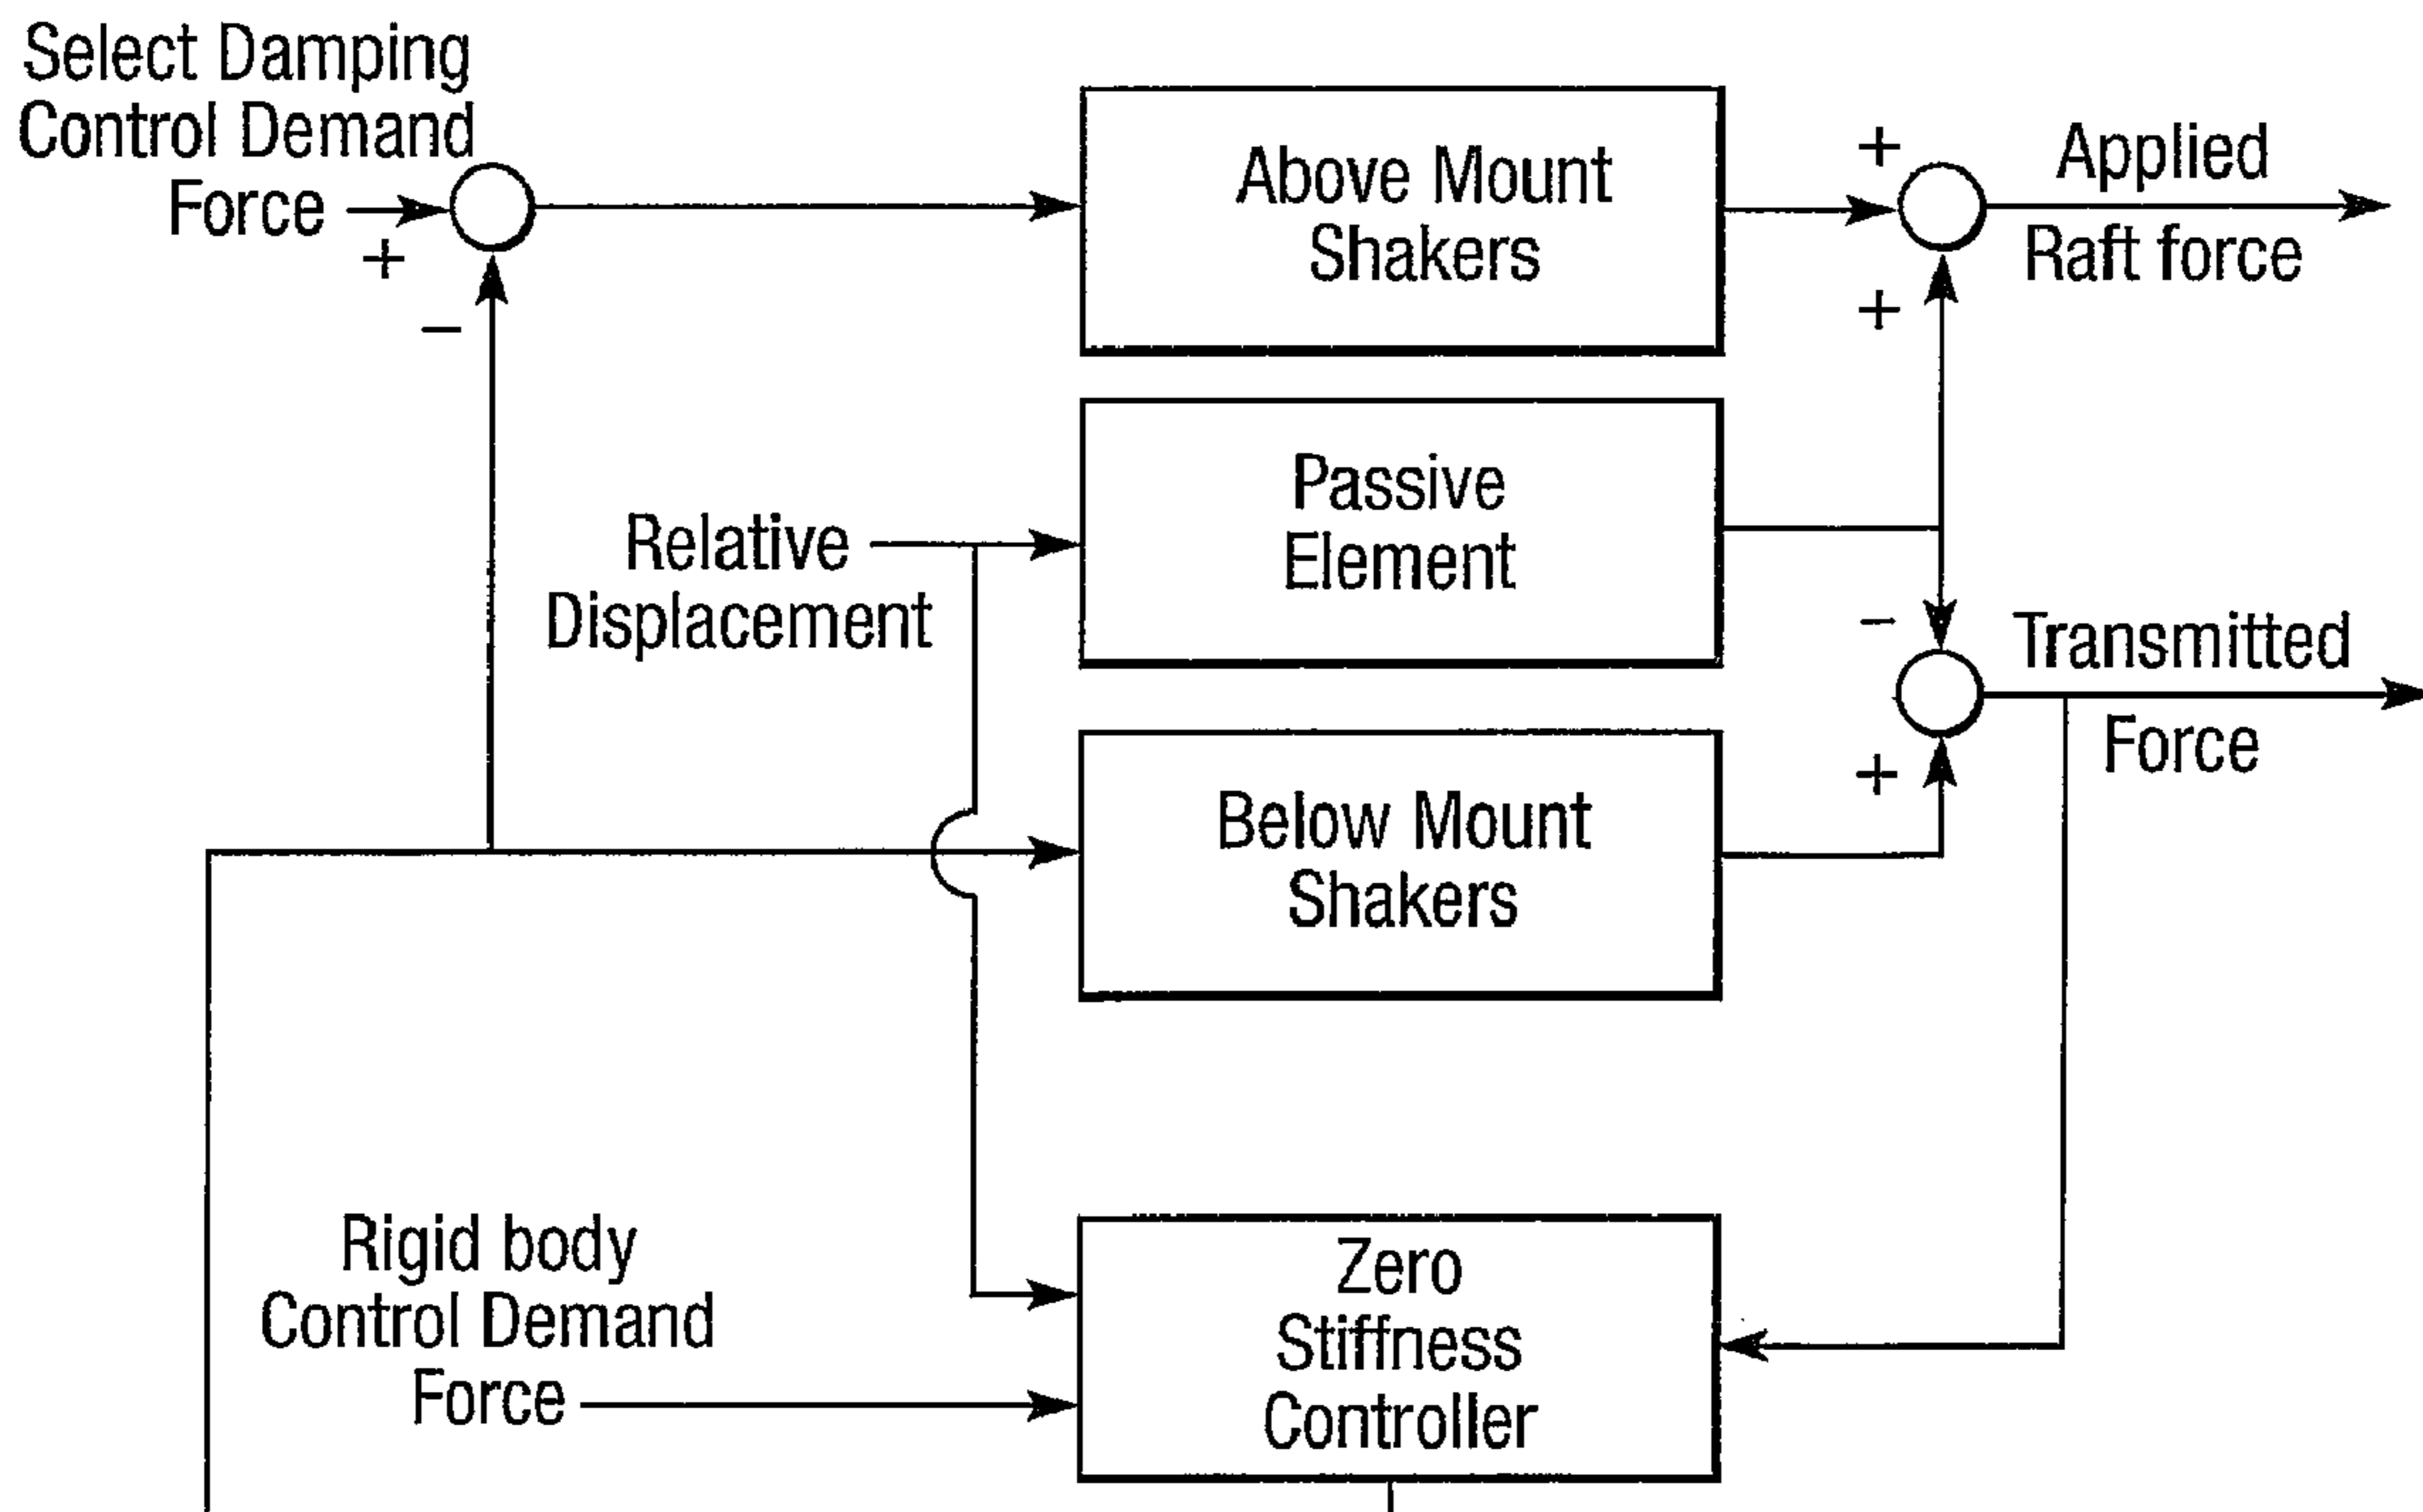 Select Damping
Control Demand
Force
+
−
Above Mount
Shakers
+
+
Applied
Raft force
Relative
Displacement
Passive
Element
−
+
Transmitted
Force
Below Mount
Shakers
Rigid body
Control Demand
Force
Zero
Stiffness
Controller